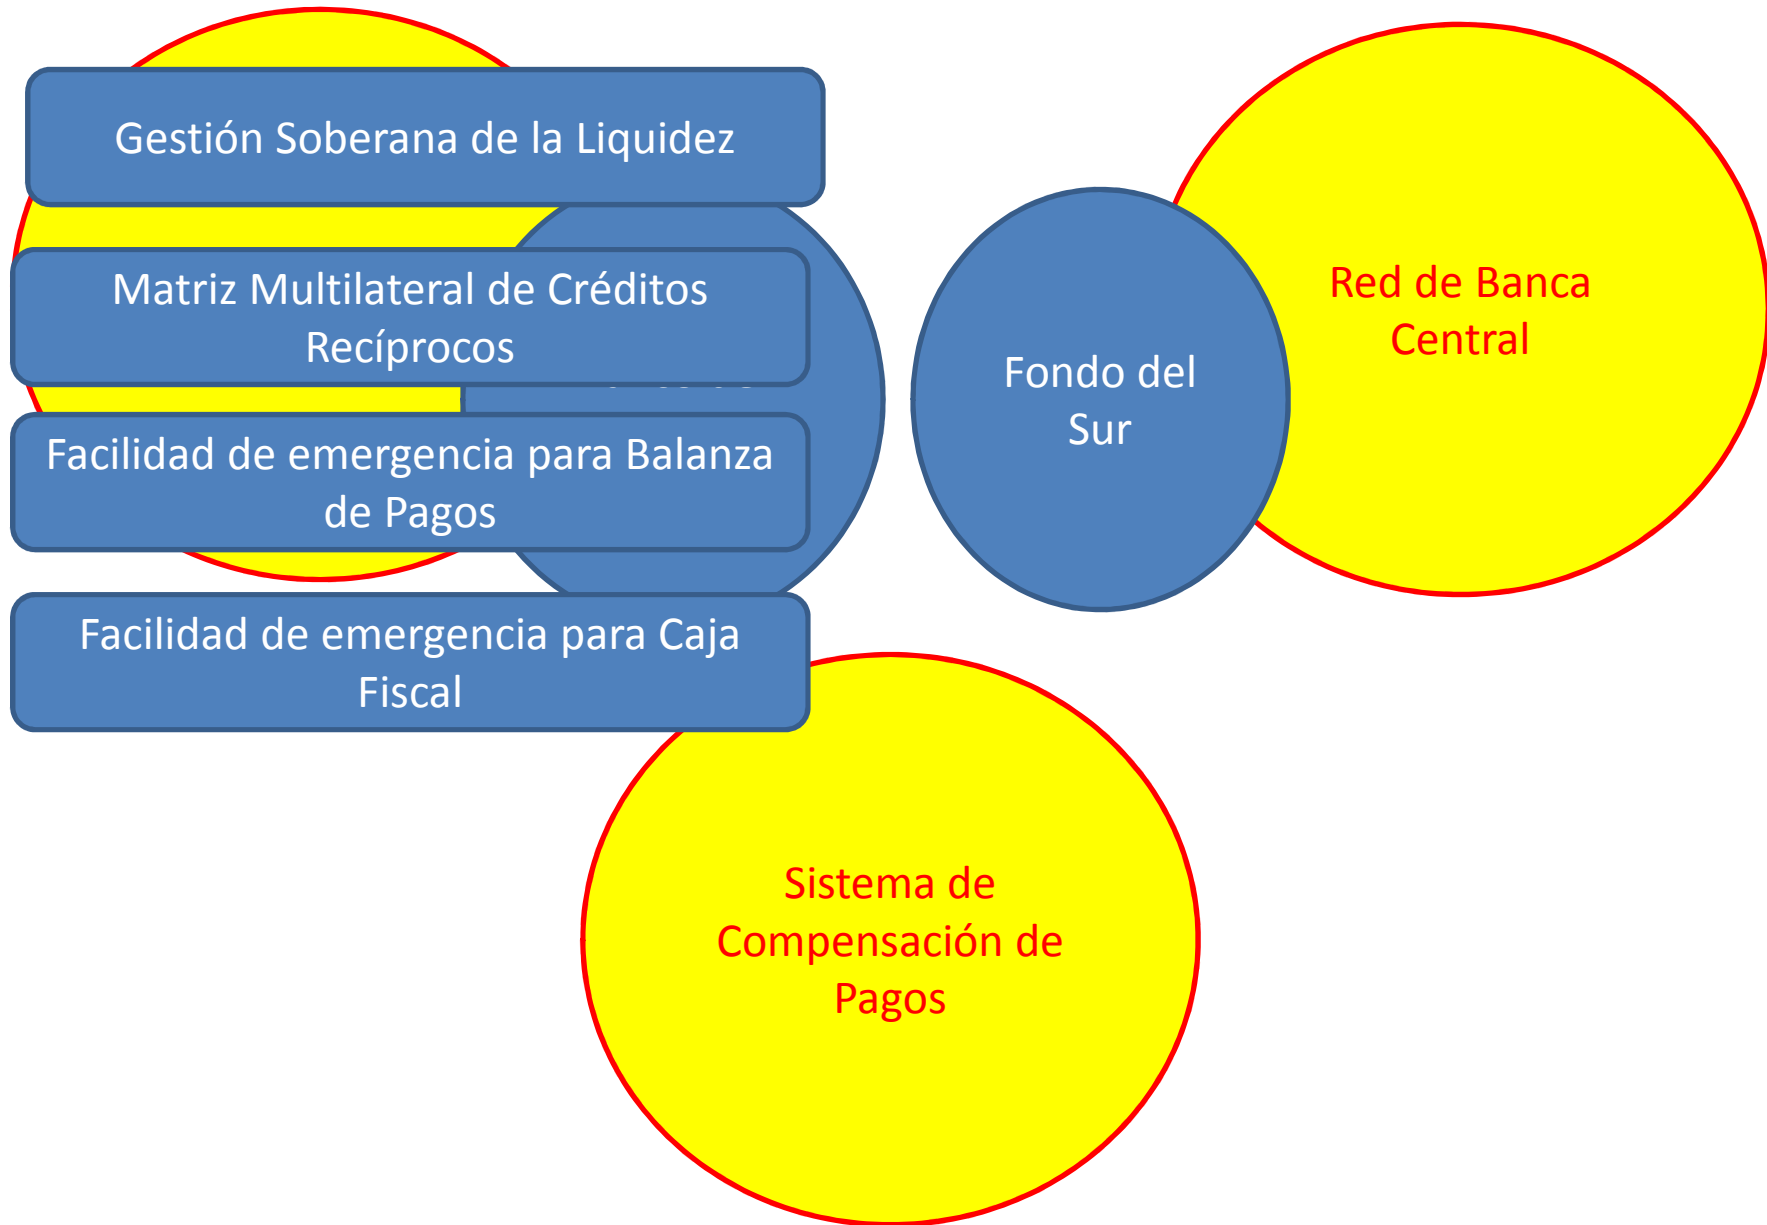 Gestión Soberana de la Liquidez
Matriz Multilateral de Créditos
Recíprocos
Facilidad de emergencia para Balanza
de Pagos
Facilidad de emergencia para Caja
Fiscal
Fondo del
Sur
Red de Banca
Central
Sistema de
Compensación de
Pagos